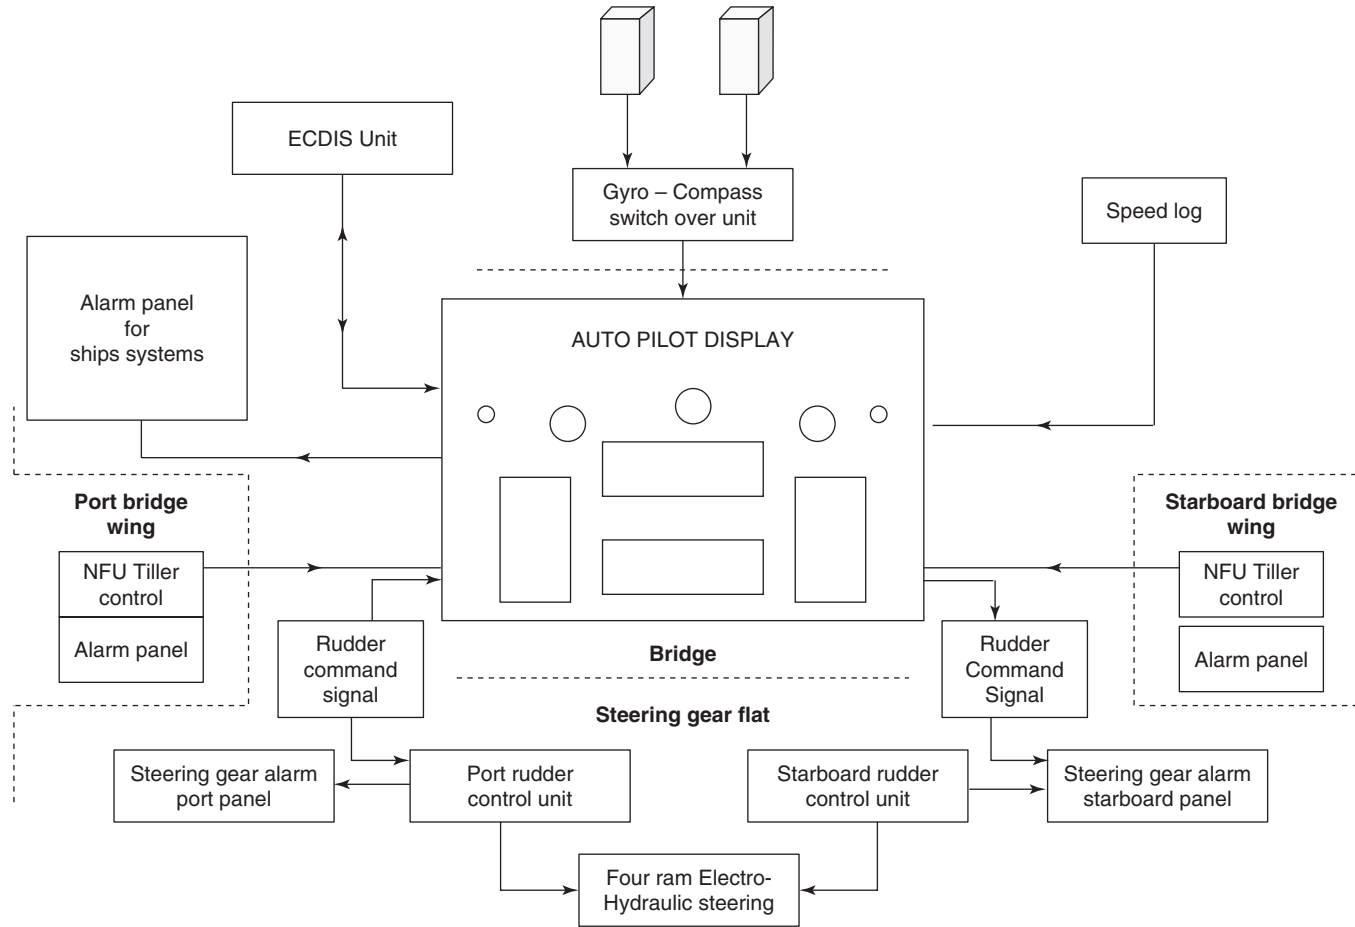 ECDIS Unit
Gyro – Compass
switch over unit
Speed log
Alarm panel
for
ships systems
AUTO PILOT DISPLAY
Port bridge
wing
NFU Tiller
control
Alarm panel
Starboard bridge
wing
NFU Tiller
control
Alarm panel
Rudder
command
signal
Bridge
Rudder
Command
Signal
Steering gear flat
Steering gear alarm
port panel
Port rudder
control unit
Starboard rudder
control unit
Steering gear alarm
starboard panel
Four ram Electro-
Hydraulic steering